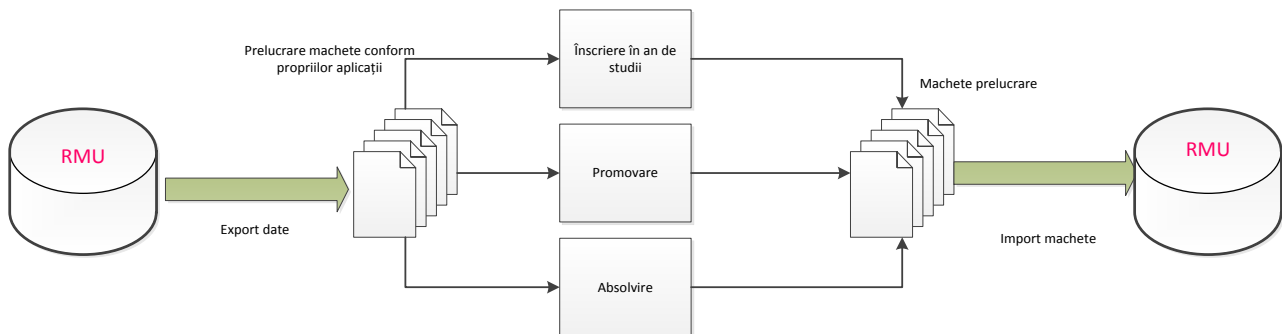 Prelucrare machete conform
propriilor aplicații
Înscriere în an de
studii
Machete prelucrare
RMU
RMU
Promovare
Export date
Import machete
Absolvire